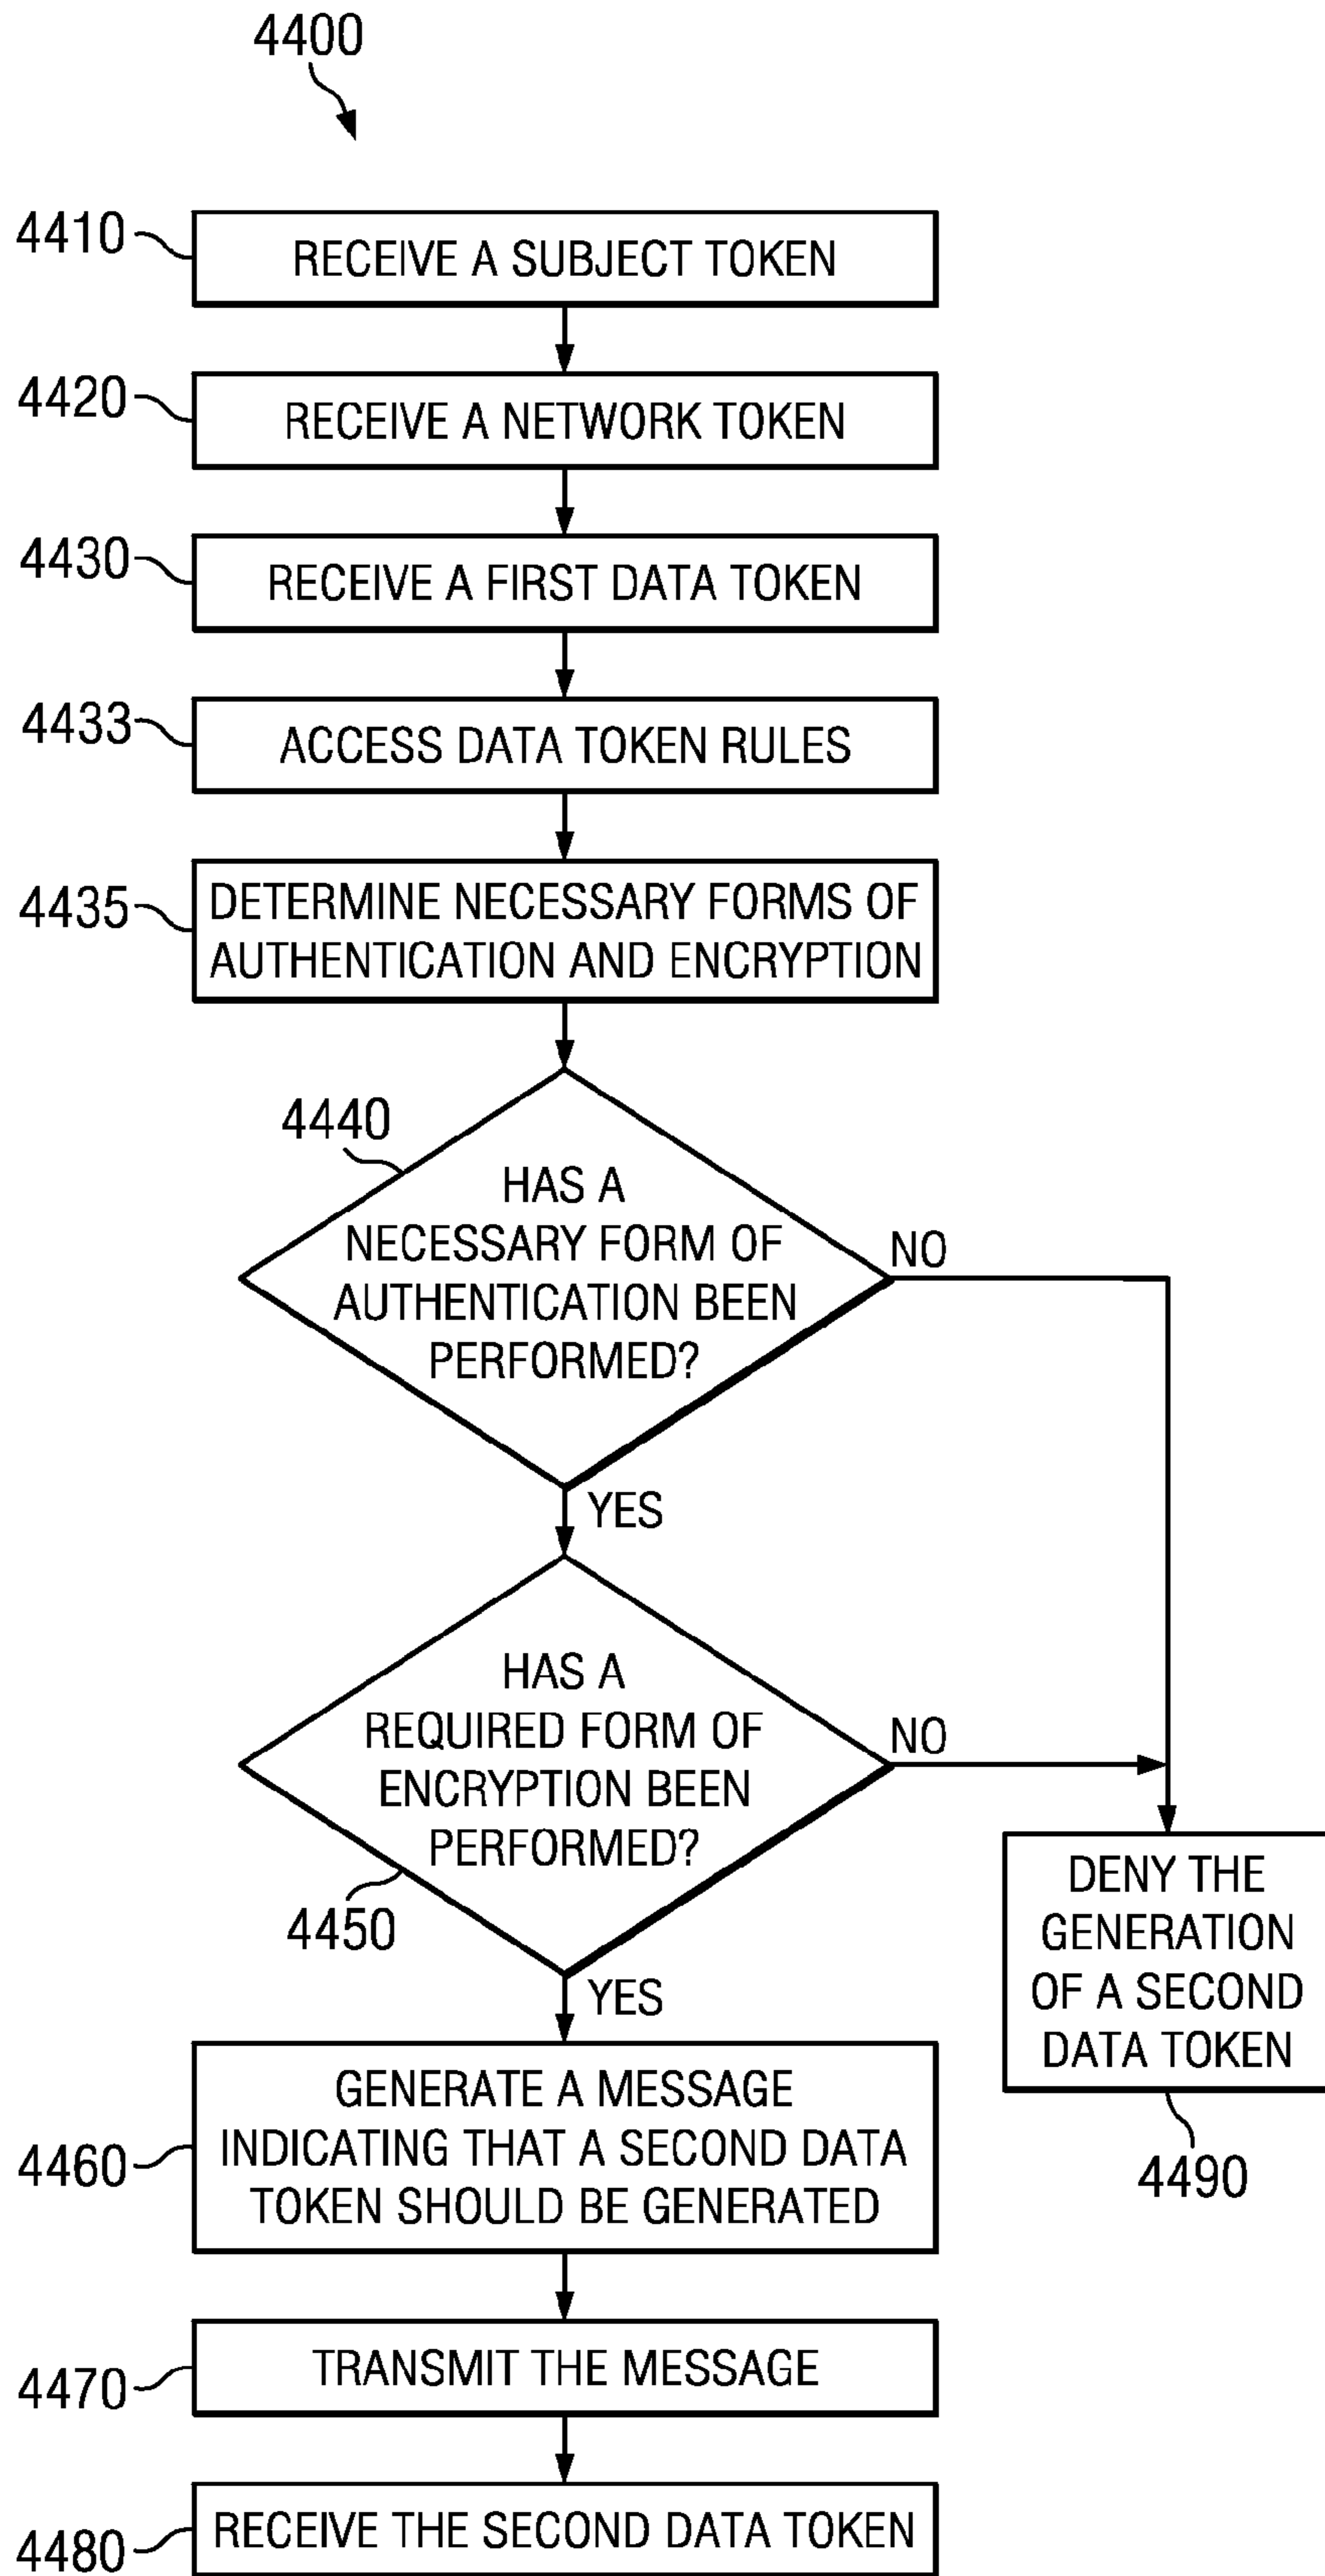 4400
4410
RECEIVE A SUBJECT TOKEN
4420
RECEIVE A NETWORK TOKEN
4430
RECEIVE A FIRST DATA TOKEN
4433
ACCESS DATA TOKEN RULES
4435
DETERMINE NECESSARY FORMS OF
AUTHENTICATION AND ENCRYPTION
4440
HAS A
NECESSARY FORM OF
AUTHENTICATION BEEN
PERFORMED?
NO
YES
HAS A
REQUIRED FORM OF
ENCRYPTION BEEN
PERFORMED?
NO
4450
YES
DENY THE
GENERATION
OF A SECOND
DATA TOKEN
4490
4460
GENERATE A MESSAGE
INDICATING THAT A SECOND DATA
TOKEN SHOULD BE GENERATED
4470
TRANSMIT THE MESSAGE
4480
RECEIVE THE SECOND DATA TOKEN